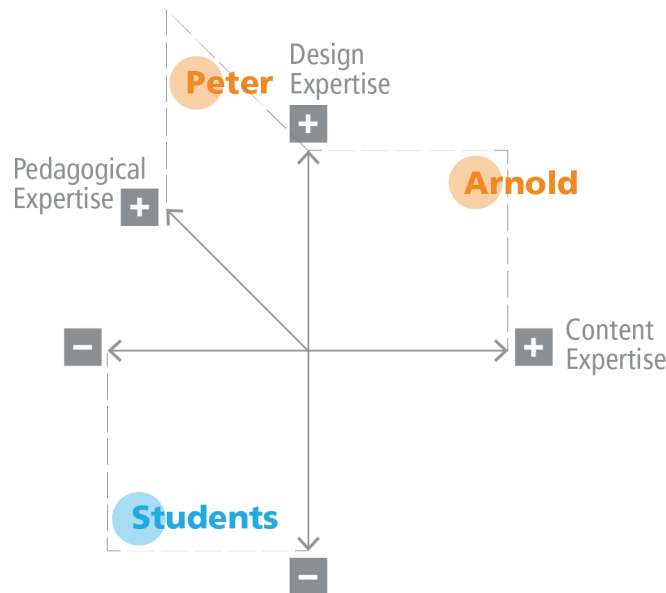 Design
Expertise
Peter
+
Pedagogical
Expertise
+
Arnold
−
+
Content
Expertise
Students
−